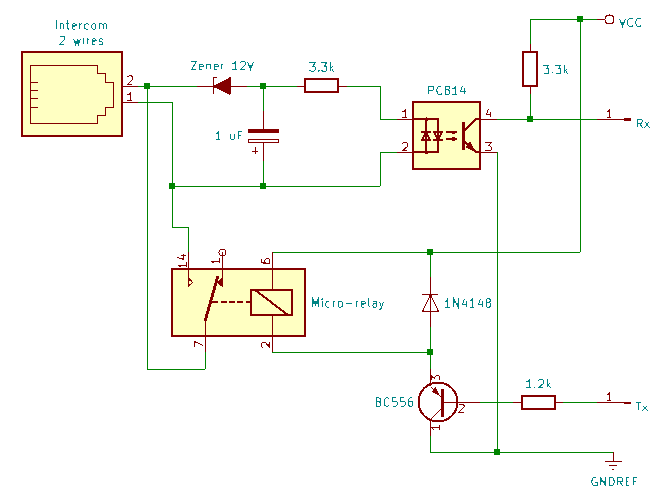 Intercom
2 wires
2
1
Zener 12V
3.3k
1 uF
+
PC814
1
2
4
3
VCC
3.3k
1
Rx
14
1
6
7
2
Micro-relay
1N4148
BC556
3
2
1
1.2k
1
Tx
GNDREF